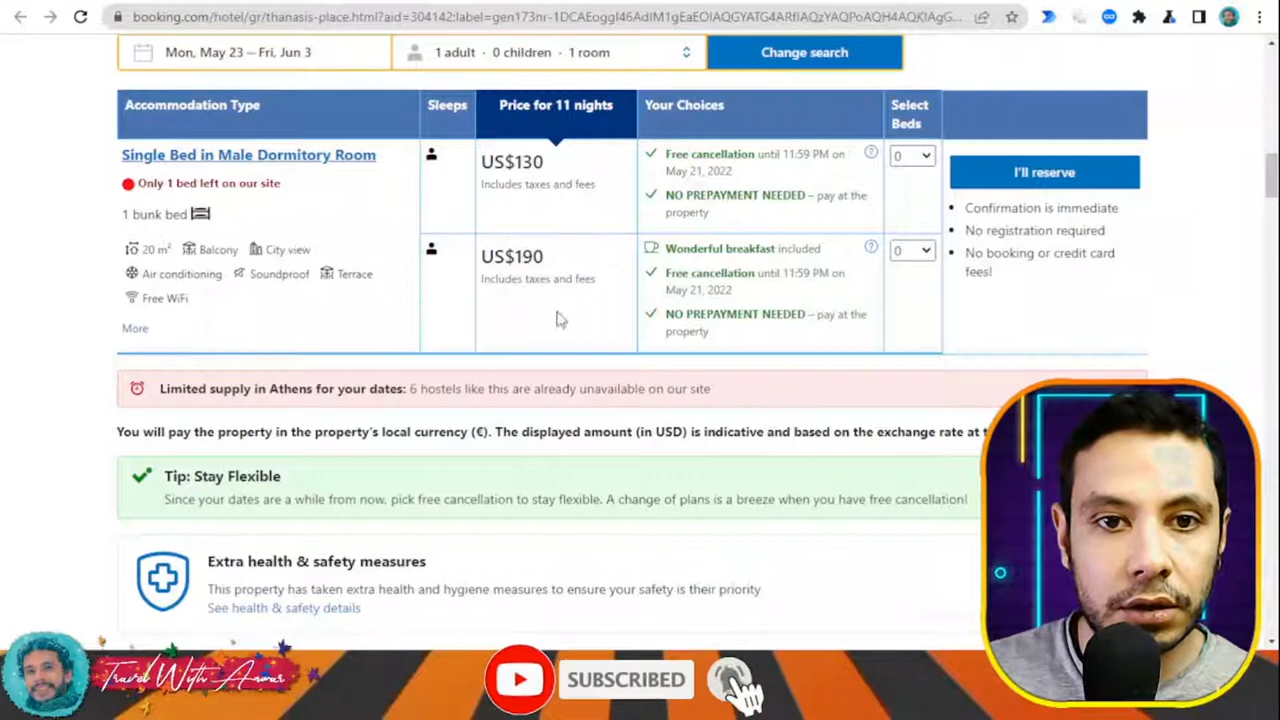 booking.com/hotel/gr/thanasis-place.html?aid=304142:label=gen173nr-1DCAEoggI46AdIM1gEaEOIAQGYATG4ARfIAQzYAQPoAQH4AQKIAgG...
Mon, May 23 — Fri, Jun 3
1 adult · 0 children · 1 room
Change search
Accommodation Type
Sleeps
Price for 11 nights
Your Choices
Select
Beds
Single Bed in Male Dormitory Room
Only 1 bed left on our site
1 bunk bed
20 m² Balcony City view
Air conditioning Soundproof Terrace
Free WiFi
More
US$130
Includes taxes and fees
Free cancellation until 11:59 PM on
May 21, 2022
NO PREPAYMENT NEEDED – pay at the
property
0
I'll reserve
Confirmation is immediate
No registration required
No booking or credit card
fees!
US$190
Includes taxes and fees
Wonderful breakfast included
Free cancellation until 11:59 PM on
May 21, 2022
NO PREPAYMENT NEEDED – pay at the
property
0
Limited supply in Athens for your dates: 6 hostels like this are already unavailable on our site
You will pay the property in the property's local currency (€). The displayed amount (in USD) is indicative and based on the exchange rate at
Tip: Stay Flexible
Since your dates are a while from now, pick free cancellation to stay flexible. A change of plans is a breeze when you have free cancellation!
Extra health & safety measures
This property has taken extra health and hygiene measures to ensure your safety is their priority
See health & safety details
Travel With Anwar
SUBSCRIBED